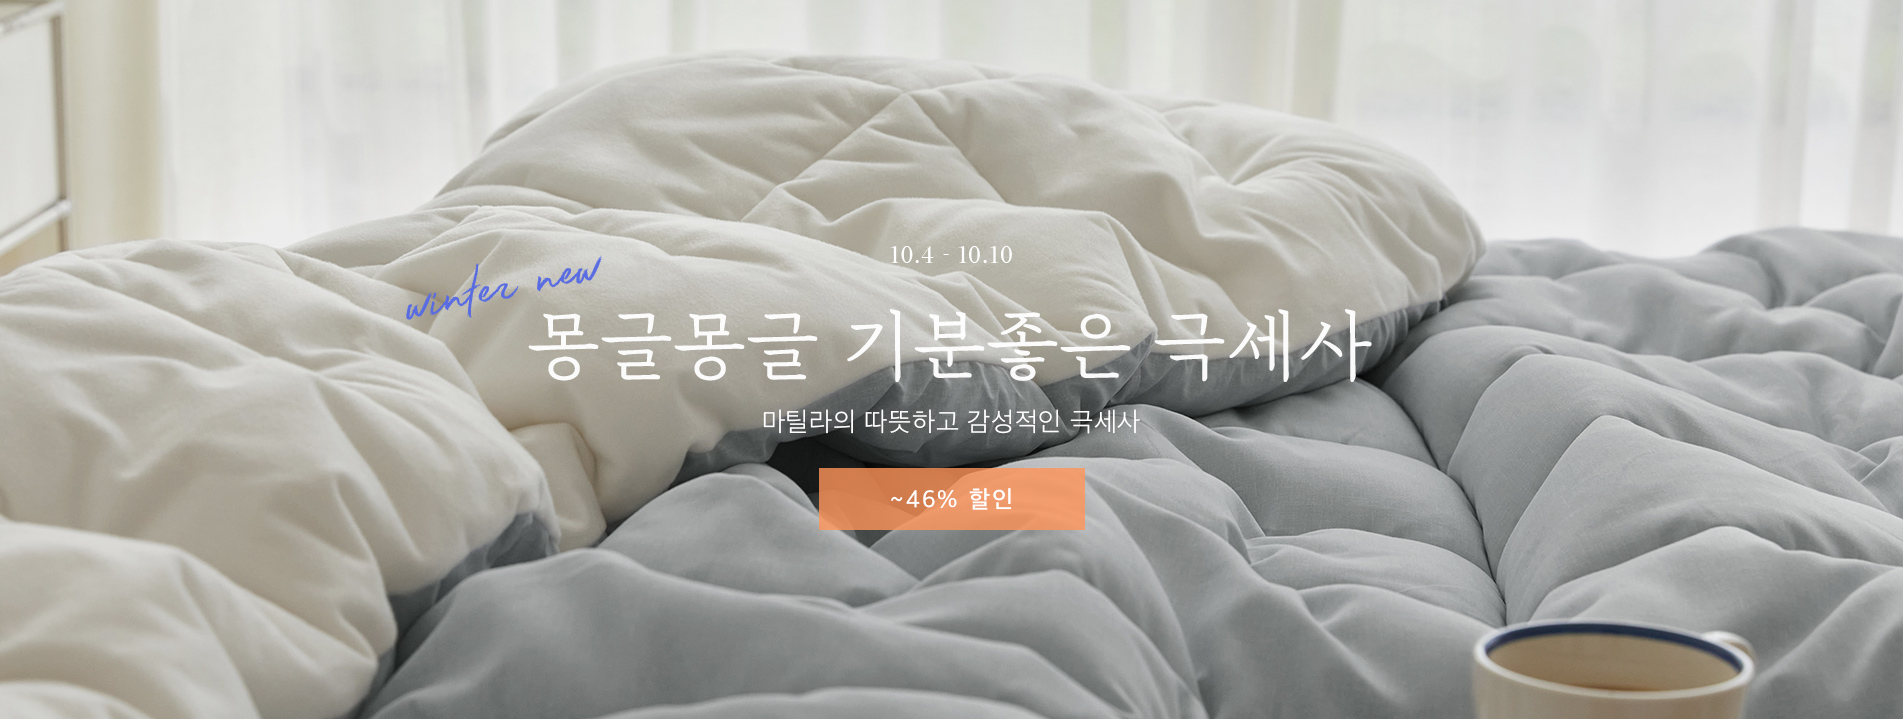 10.4 - 10.10
winter new
몽글몽글 기분좋은 극세사
마틸라의 따뜻하고 감성적인 극세사
~46% 할인